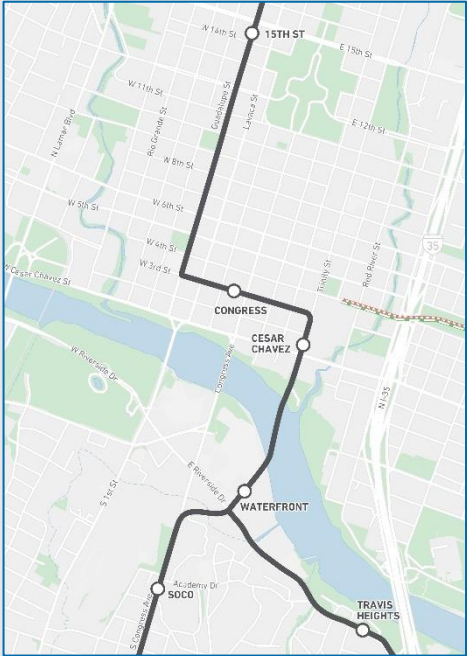 15TH ST
W 14th St
E 15th St
W 11th St
Guadalupe St
Lavaca St
N Lamar Blvd
Rio Grande St
E 12th St
W 8th St
W 6th St
W 5th St
W 4th St
W 3rd St
35
Trinity St
Red River St
W Cesar Chavez St
CONGRESS
CESAR
CHAVEZ
Congress Ave
W Riverside Dr
N I-35
E Riverside Dr
S 1st St
WATERFRONT
Academy Dr
SOCO
S Congress Ave
TRAVIS
HEIGHTS